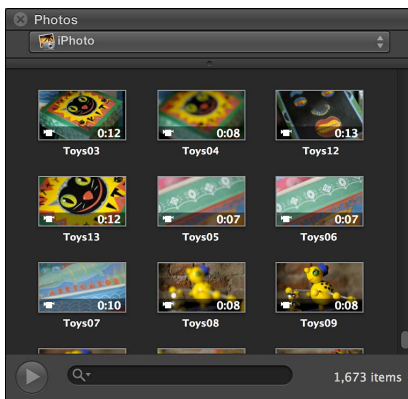 Photos
iPhoto
0:12 0:08 0:13
Toys03 Toys04 Toys12
0:12 0:07 0:07
Toys13 Toys05 Toys06
0:10 0:08 0:08
Toys07 Toys08 Toys09
1,673 items